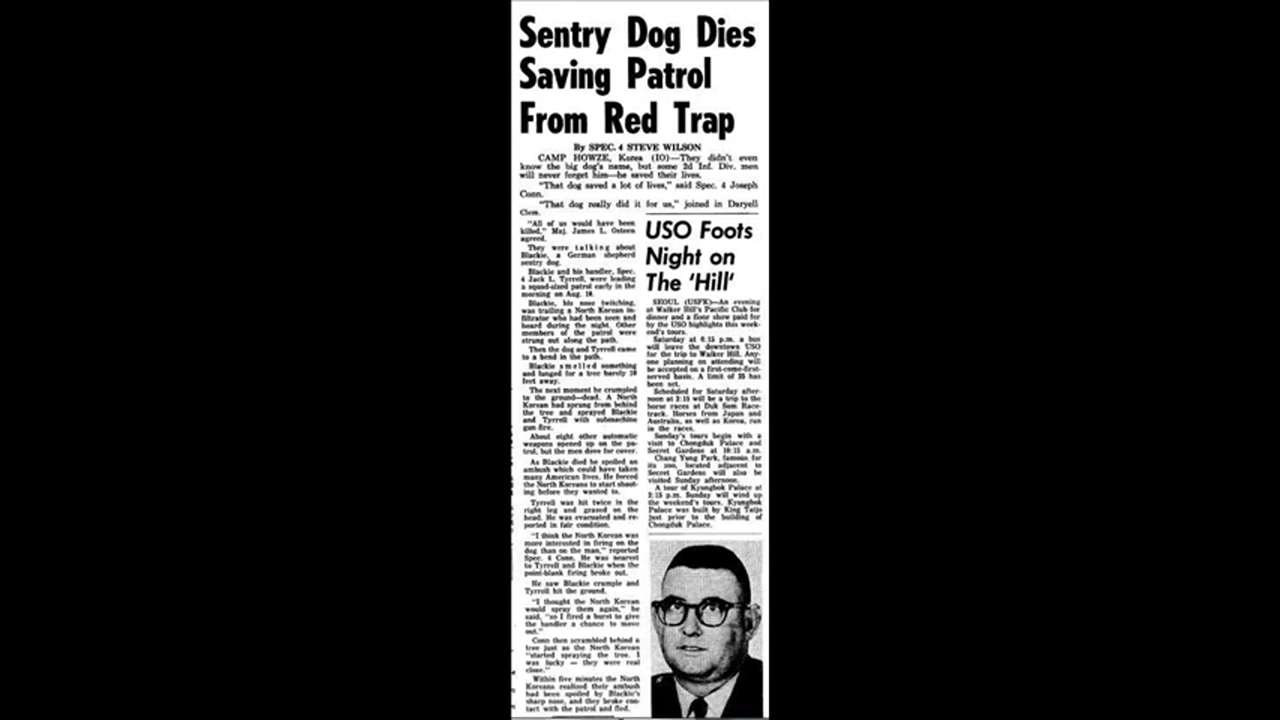 Sentry Dog Dies
Saving Patrol
From Red Trap
By SPEC. 4 STEVE WILSON
CAMP HOWZE, Korea (IO)—They didn't even
know the big dog's name, but some 2d Inf. Div. men
will never forget him—he saved their lives.
"That dog saved a lot of lives," said Spec. 4 Joseph
Conn.
"That dog really did it for us," joined in Daryell
Clem.
"All of us would have been
killed," Maj. James L. Osteen
agreed.
They were talking about
Blackie, a German shepherd
sentry dog.
Blackie and his handler, Spec.
4 Jack L. Tyrrell, were leading
a squad-sized patrol early in the
morning on Aug. 18.
Blackie, his nose twitching,
was trailing a North Korean in-
filtrator who had been seen and
heard during the night. Other
members of the patrol were
strung out along the path.
Then the dog and Tyrrell came
to a bend in the path.
Blackie smelled something
and lunged for a tree barely 10
feet away.
The next moment he crumpled
to the ground—dead. A North
Korean had sprung from behind
the tree and sprayed Blackie
and Tyrrell with submachine
gun fire.
About eight other automatic
weapons opened up on the pa-
trol, but the men dove for cover.
As Blackie died he spoiled an
ambush which could have taken
many American lives. He forced
the North Koreans to start shoot-
ing before they wanted to.
Tyrrell was hit twice in the
right leg and grazed on the
head. He was evacuated and re-
ported in fair condition.
"I think the North Korean was
more interested in firing on the
dog than on the man," reported
Spec. 4 Conn. He was nearest
to Tyrrell and Blackie when the
point-blank firing broke out.
He saw Blackie crumple and
Tyrroll hit the ground.
"I thought the North Korean
would spray them again," he
said, "so I fired a burst to give
the handler a chance to move
out."
Conn then scrambled behind a
tree just as the North Korean
"started spraying the tree. I
was lucky — they were real
close."
Within five minutes the North
Koreans realized their ambush
had been spoiled by Blackie's
sharp nose, and they broke con-
tact with the patrol and fled.
USO Foots
Night on
The 'Hill'
SEOUL (USFK)—An evening
at Walker Hill's Pacific Club for
dinner and a floor show paid for
by the USO highlights this week-
end's tours.
Saturday at 6:15 p.m. a bus
will leave the downtown USO
for the trip to Walker Hill. Any-
one planning on attending will
be accepted on a first-come-first-
served basis. A limit of 35 has
been set.
Scheduled for Saturday after-
noon at 2:15 will be a trip to the
horse races at Duk Som Race-
track. Horses from Japan and
Australia, as well as Korea, run
in the races.
Sunday's tours begin with a
visit to Chongduk Palace and
Secret Gardens at 10:15 a.m.
Chang Yung Park, famous for
its zoo, located adjacent to
Secret Gardens will also be
visited Sunday afternoon.
A tour of Kyungbok Palace at
2:15 p.m. Sunday will wind up
the weekend's tours. Kyungbok
Palace was built by King Taijo
just prior to the building of
Chongduk Palace.